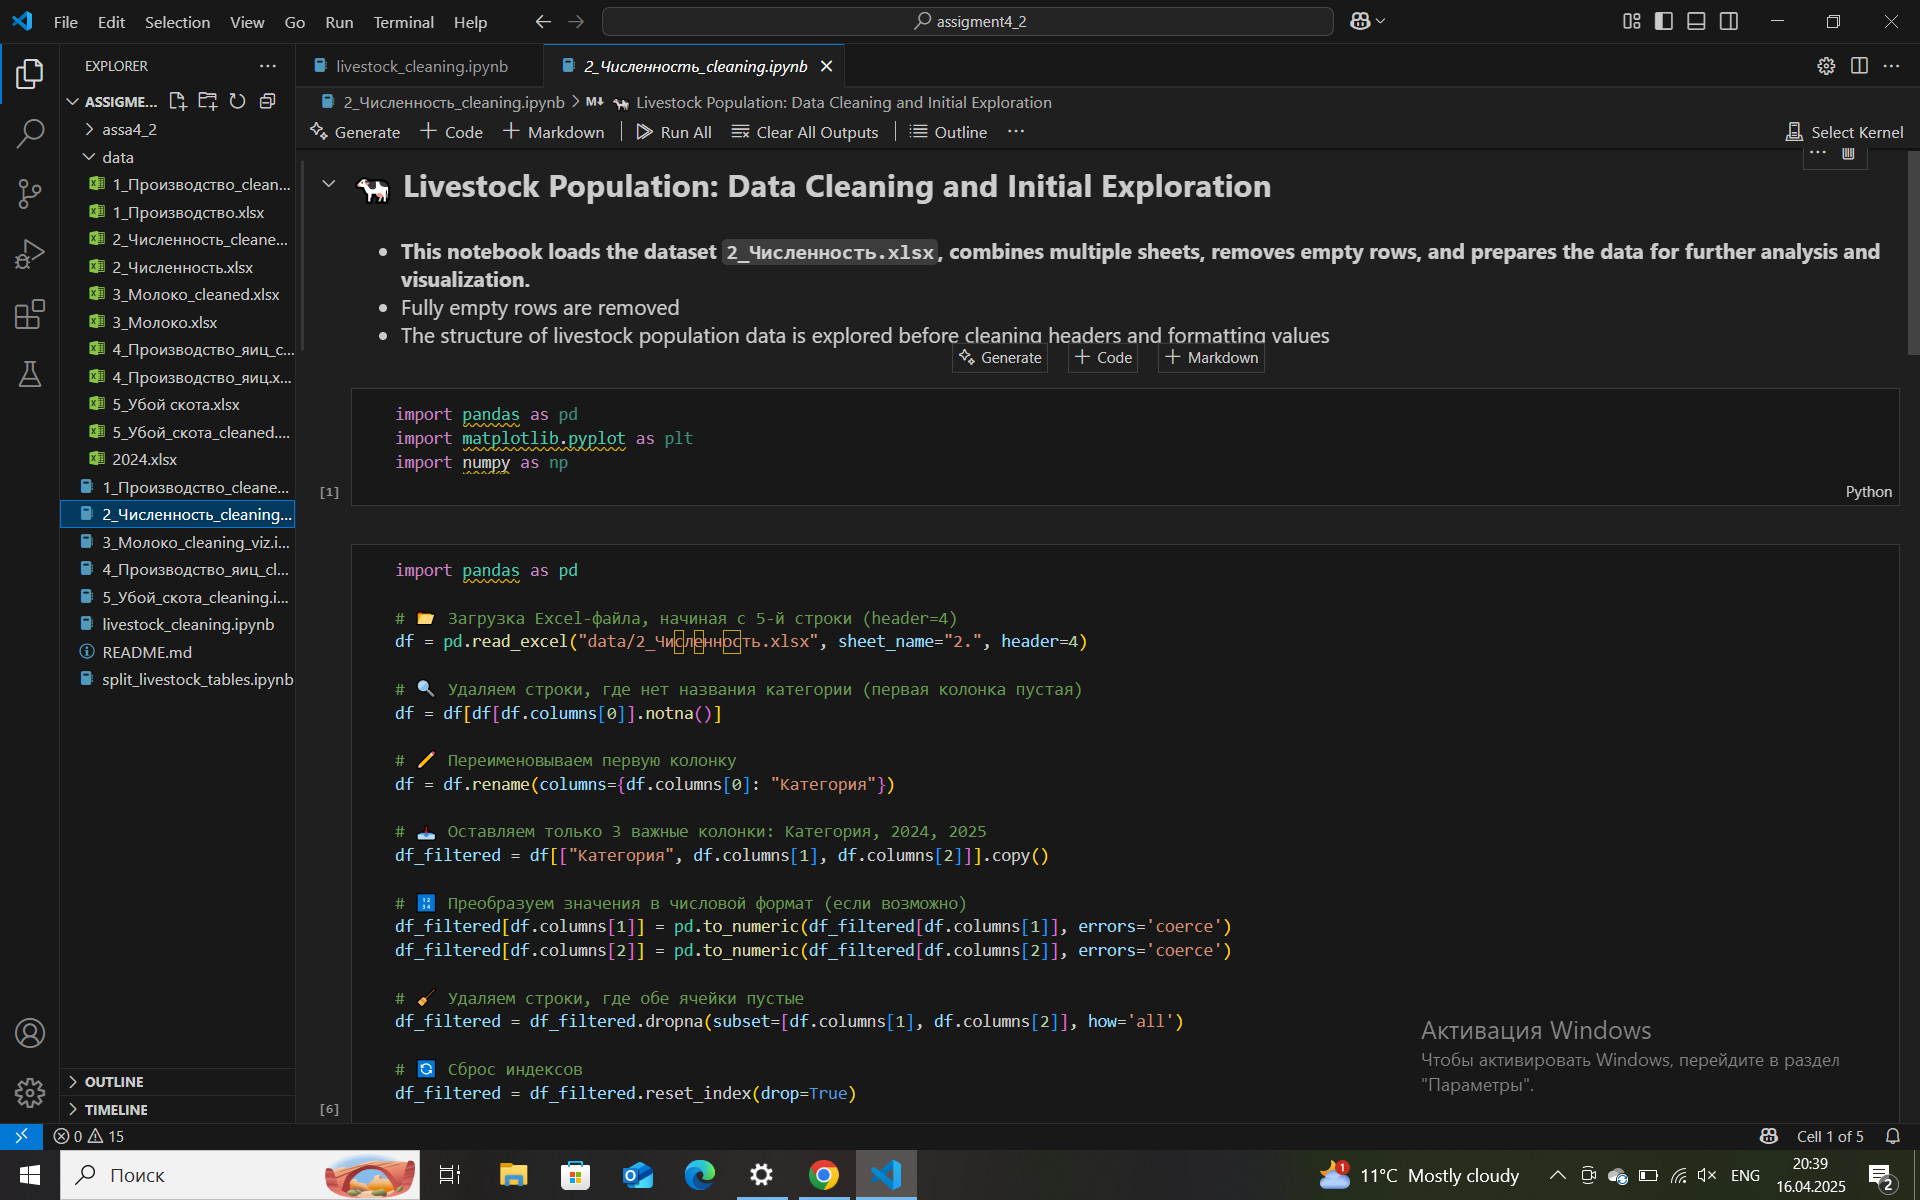 File Edit Selection View Go Run Terminal Help
assigment4_2
EXPLORER
ASSIGME...
assa4_2
data
1_Производство_clean...
1_Производство.xlsx
2_Численность_cleane...
2_Численность.xlsx
3_Молоко_cleaned.xlsx
3_Молоко.xlsx
4_Производство_яиц_c...
4_Производство_яиц.x...
5_Убой скота.xlsx
5_Убой_скота_cleaned....
2024.xlsx
1_Производство_cleane...
2_Численность_cleaning...
3_Молоко_cleaning_viz.i...
4_Производство_яиц_cl...
5_Убой_скота_cleaning.i...
livestock_cleaning.ipynb
README.md
split_livestock_tables.ipynb
OUTLINE
TIMELINE
livestock_cleaning.ipynb
2_Численность_cleaning.ipynb
2_Численность_cleaning.ipynb > M↓ Livestock Population: Data Cleaning and Initial Exploration
Generate + Code + Markdown Run All Clear All Outputs Outline ...
Select Kernel
Livestock Population: Data Cleaning and Initial Exploration
• This notebook loads the dataset 2_Численность.xlsx, combines multiple sheets, removes empty rows, and prepares the data for further analysis and
visualization.
• Fully empty rows are removed
• The structure of livestock population data is explored before cleaning headers and formatting values
Generate + Code + Markdown
import pandas as pd
import matplotlib.pyplot as plt
import numpy as np
[1]
Python
import pandas as pd
# 📂 Загрузка Excel-файла, начиная с 5-й строки (header=4)
df = pd.read_excel("data/2_Численность.xlsx", sheet_name="2.", header=4)
# 🔍 Удаляем строки, где нет названия категории (первая колонка пустая)
df = df[df[df.columns[0]].notna()]
# ✏️ Переименовываем первую колонку
df = df.rename(columns={df.columns[0]: "Категория"})
# 📥 Оставляем только 3 важные колонки: Категория, 2024, 2025
df_filtered = df[["Категория", df.columns[1], df.columns[2]]].copy()
# 🔢 Преобразуем значения в числовой формат (если возможно)
df_filtered[df.columns[1]] = pd.to_numeric(df_filtered[df.columns[1]], errors='coerce')
df_filtered[df.columns[2]] = pd.to_numeric(df_filtered[df.columns[2]], errors='coerce')
# 🧹 Удаляем строки, где обе ячейки пустые
df_filtered = df_filtered.dropna(subset=[df.columns[1], df.columns[2]], how='all')
# 🔄 Сброс индексов
df_filtered = df_filtered.reset_index(drop=True)
[6]
Активация Windows
Чтобы активировать Windows, перейдите в раздел
"Параметры".
0 15
Cell 1 of 5
Поиск
1
11°C Mostly cloudy
ENG
20:39
16.04.2025
2